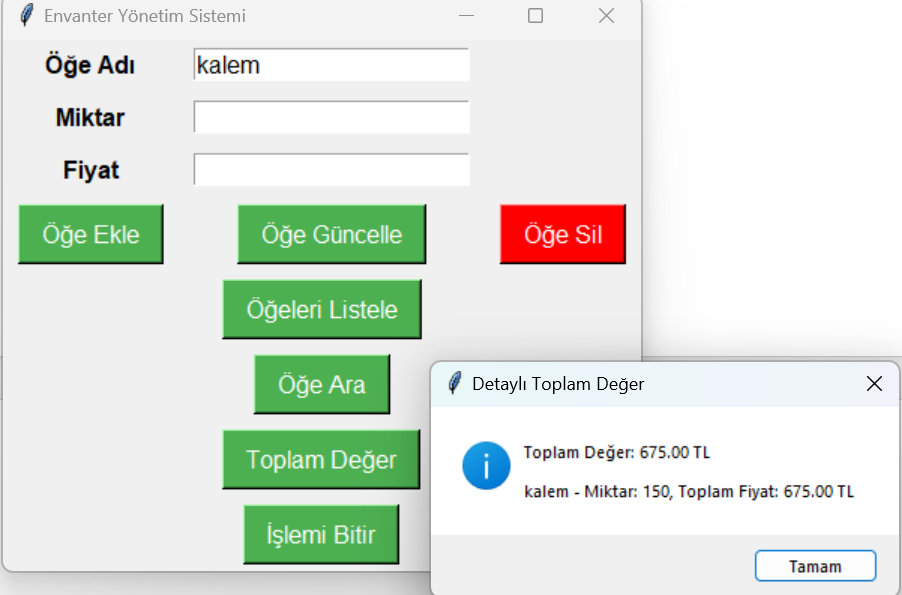 Envanter Yönetim Sistemi
Öğe Adı
kalem
Miktar
Fiyat
Öğe Ekle
Öğe Güncelle
Öğe Sil
Öğeleri Listele
Öğe Ara
Toplam Değer
İşlemi Bitir
Detaylı Toplam Değer
Toplam Değer: 675.00 TL
kalem - Miktar: 150, Toplam Fiyat: 675.00 TL
Tamam